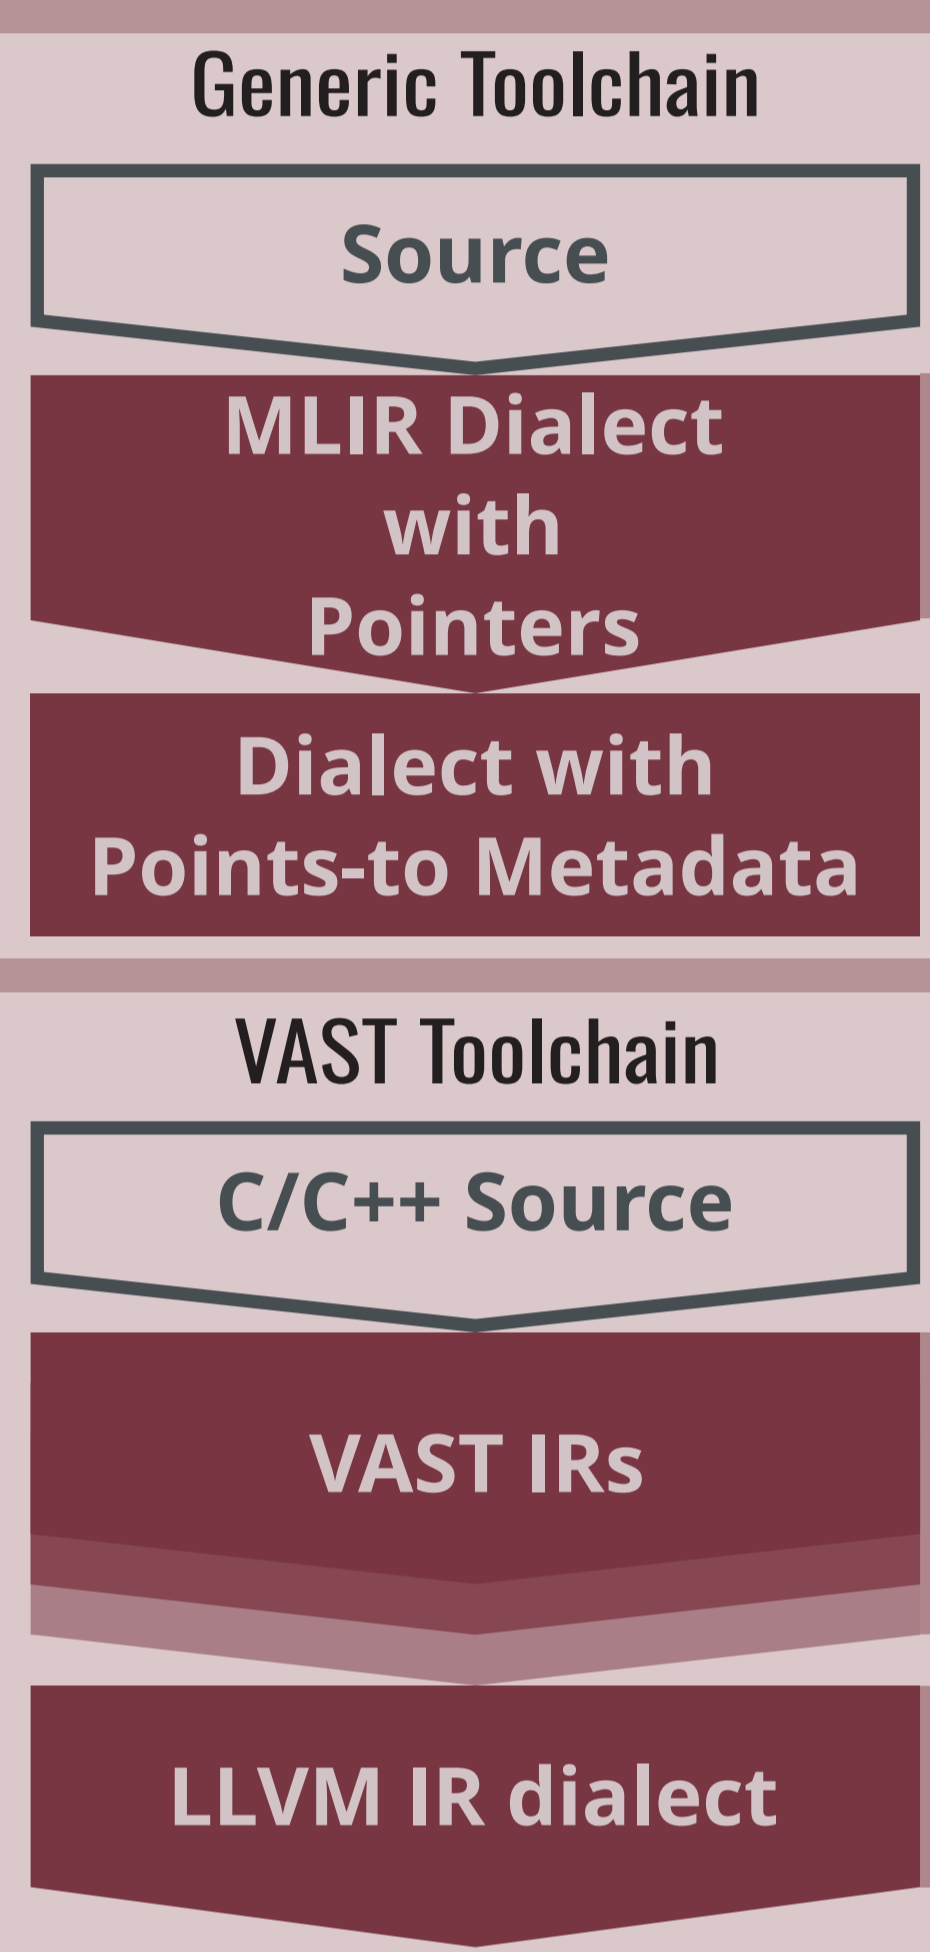 Generic Toolchain
Source
MLIR Dialect
with
Pointers
Dialect with
Points-to Metadata
VAST Toolchain
C/C++ Source
VAST IRs
LLVM IR dialect